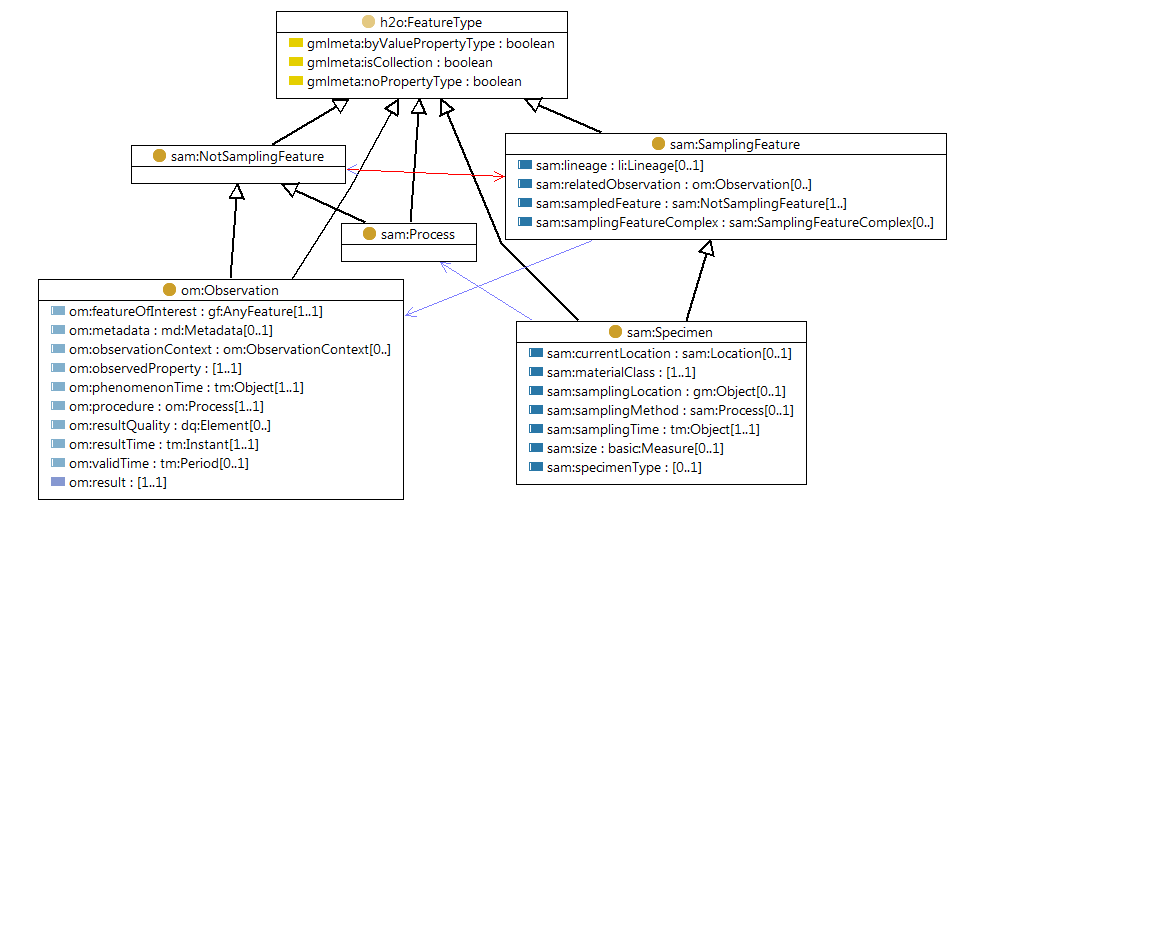 h2o:FeatureType
gmlmeta:byValuePropertyType : boolean
gmlmeta:isCollection : boolean
gmlmeta:noPropertyType : boolean
sam:NotSamplingFeature
sam:SamplingFeature
sam:lineage : li:Lineage[0..1]
sam:relatedObservation : om:Observation[0..]
sam:sampledFeature : sam:NotSamplingFeature[1..]
sam:samplingFeatureComplex : sam:SamplingFeatureComplex[0..]
sam:Process
om:Observation
om:featureOfInterest : gf:AnyFeature[1..1]
om:metadata : md:Metadata[0..1]
om:observationContext : om:ObservationContext[0..]
om:observedProperty : [1..1]
om:phenomenonTime : tm:Object[1..1]
om:procedure : om:Process[1..1]
om:resultQuality : dq:Element[0..]
om:resultTime : tm:Instant[1..1]
om:validTime : tm:Period[0..1]
om:result : [1..1]
sam:Specimen
sam:currentLocation : sam:Location[0..1]
sam:materialClass : [1..1]
sam:samplingLocation : gm:Object[0..1]
sam:samplingMethod : sam:Process[0..1]
sam:samplingTime : tm:Object[1..1]
sam:size : basic:Measure[0..1]
sam:specimenType : [0..1]